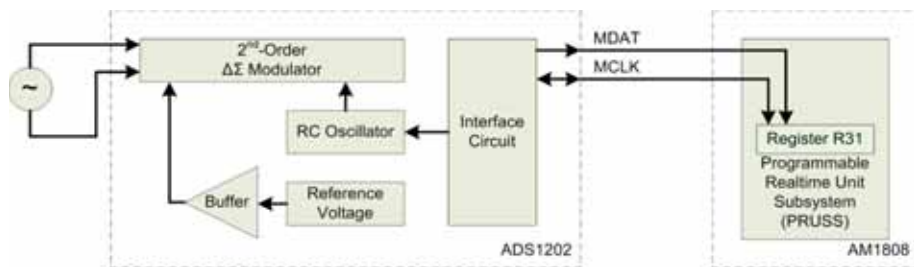 2nd-Order
ΔΣ Modulator
MDAT
MCLK
~
RC Oscillator
Interface
Circuit
Register R31
Programmable
Realtime Unit
Subsystem
(PRUSS)
Buffer
Reference
Voltage
ADS1202
AM1808